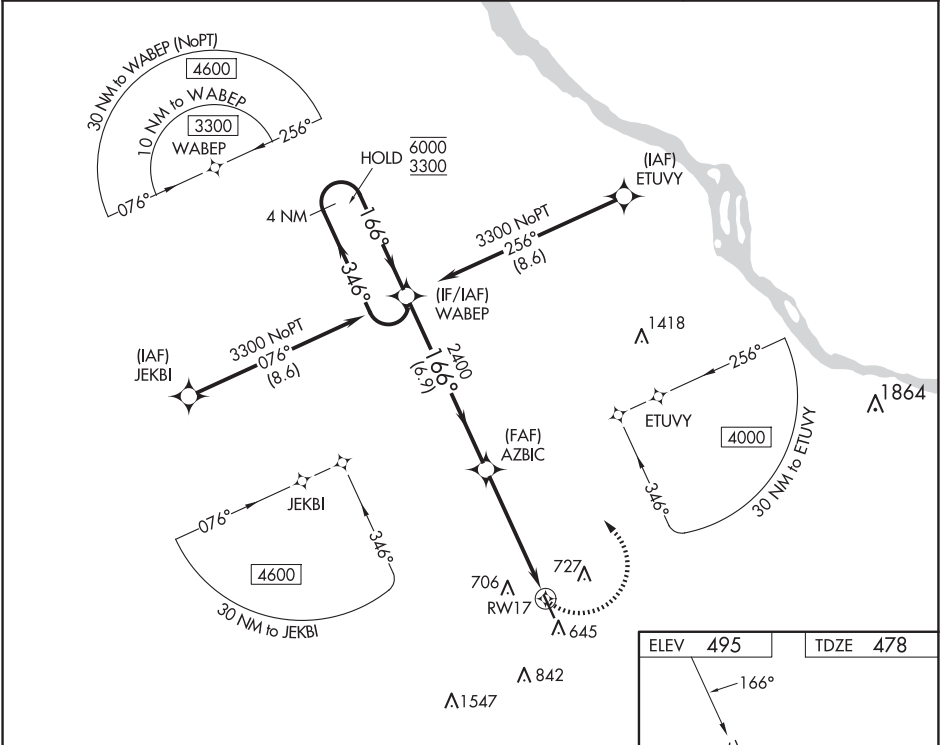 30 NM to WABEP (NoPT)
4600
10 NM to WABEP
3300
WABEP
256°
076°
HOLD
6000
3300
4 NM
166°
346°
(IAF)
ETUVY
3300 NoPT
256°
(8.6)
(IF/IAF)
WABEP
3300 NoPT
076°
(8.6)
(IAF)
JEKBI
2400
166°
(6.9)
1418
1864
256°
ETUVY
4000
346°
30 NM to ETUVY
(FAF)
AZBIC
076°
JEKBI
346°
4600
30 NM to JEKBI
706
727
RW17
645
842
1547
ELEV 495
TDZE 478
166°